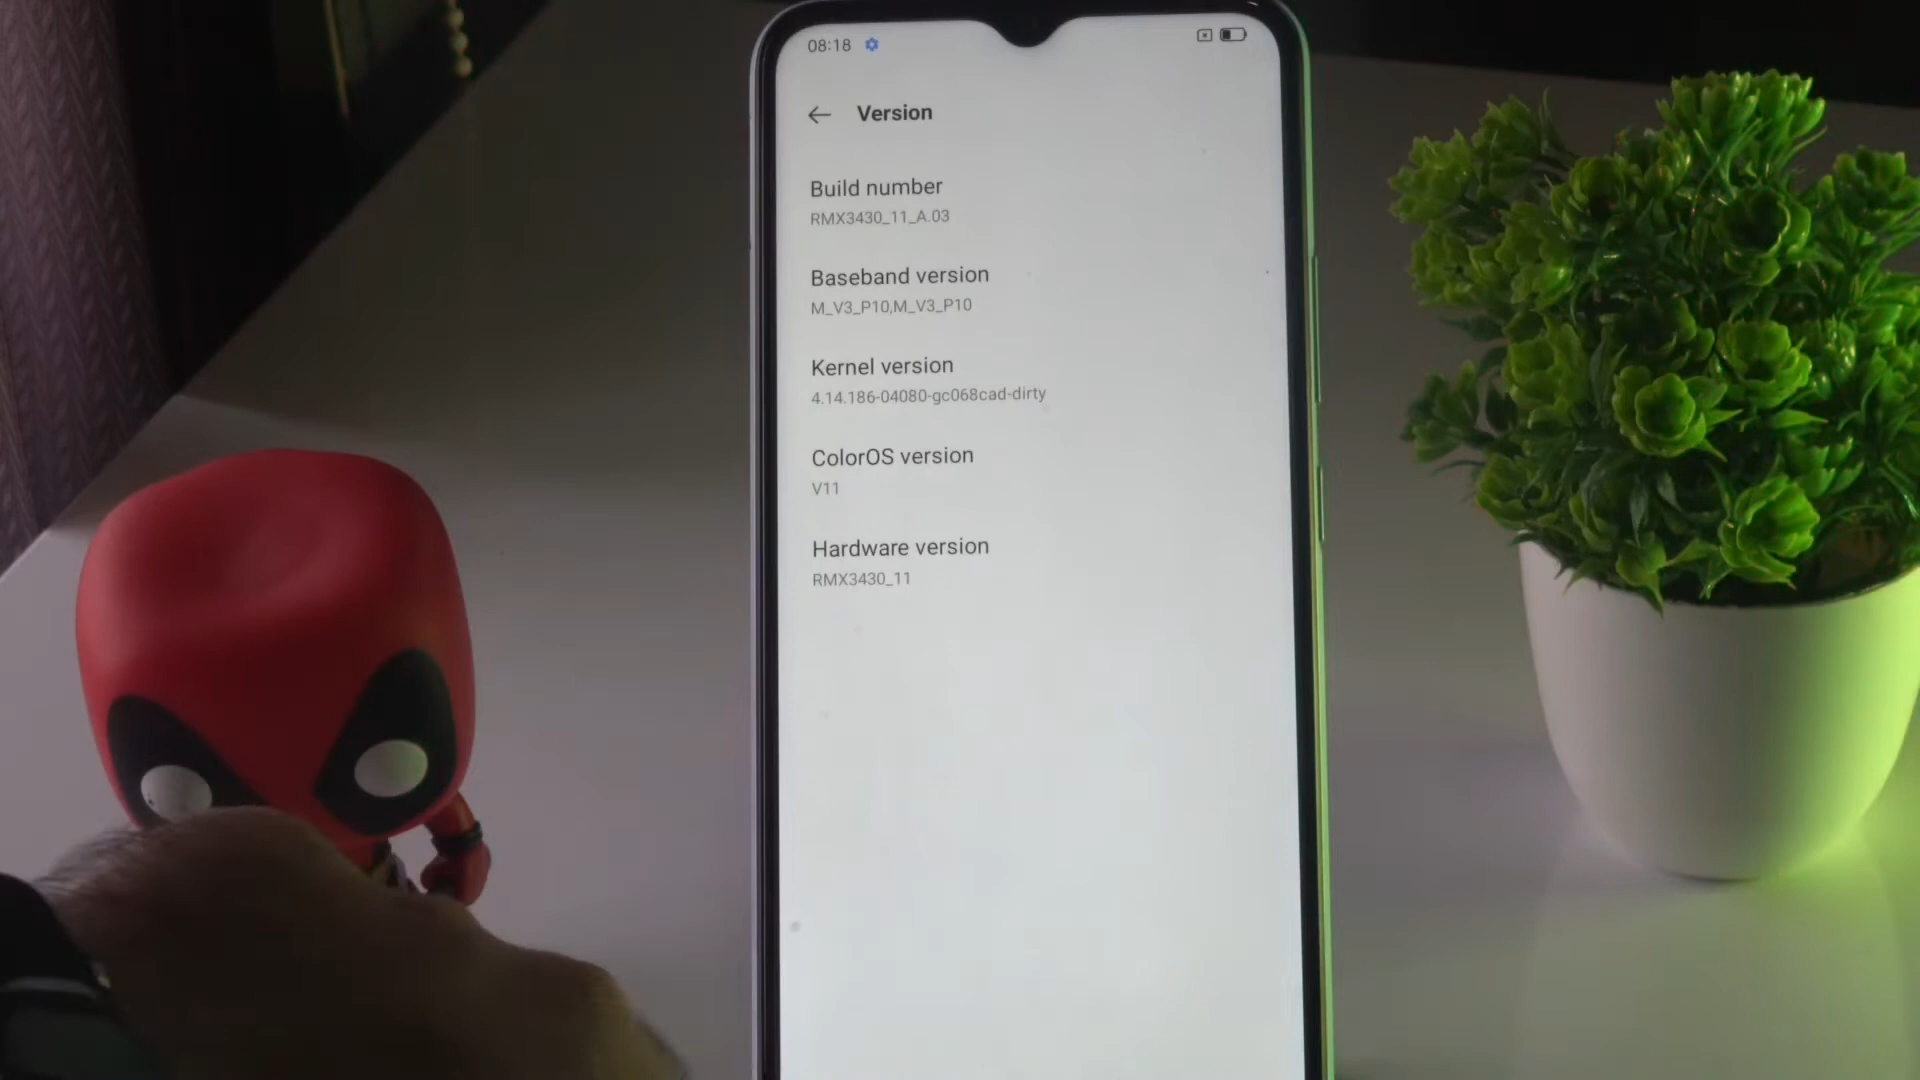 08:18
Version
Build number
RMX3430_11_A.03
Baseband version
M_V3_P10,M_V3_P10
Kernel version
4.14.186-04080-gc068cad-dirty
ColorOS version
V11
Hardware version
RMX3430_11